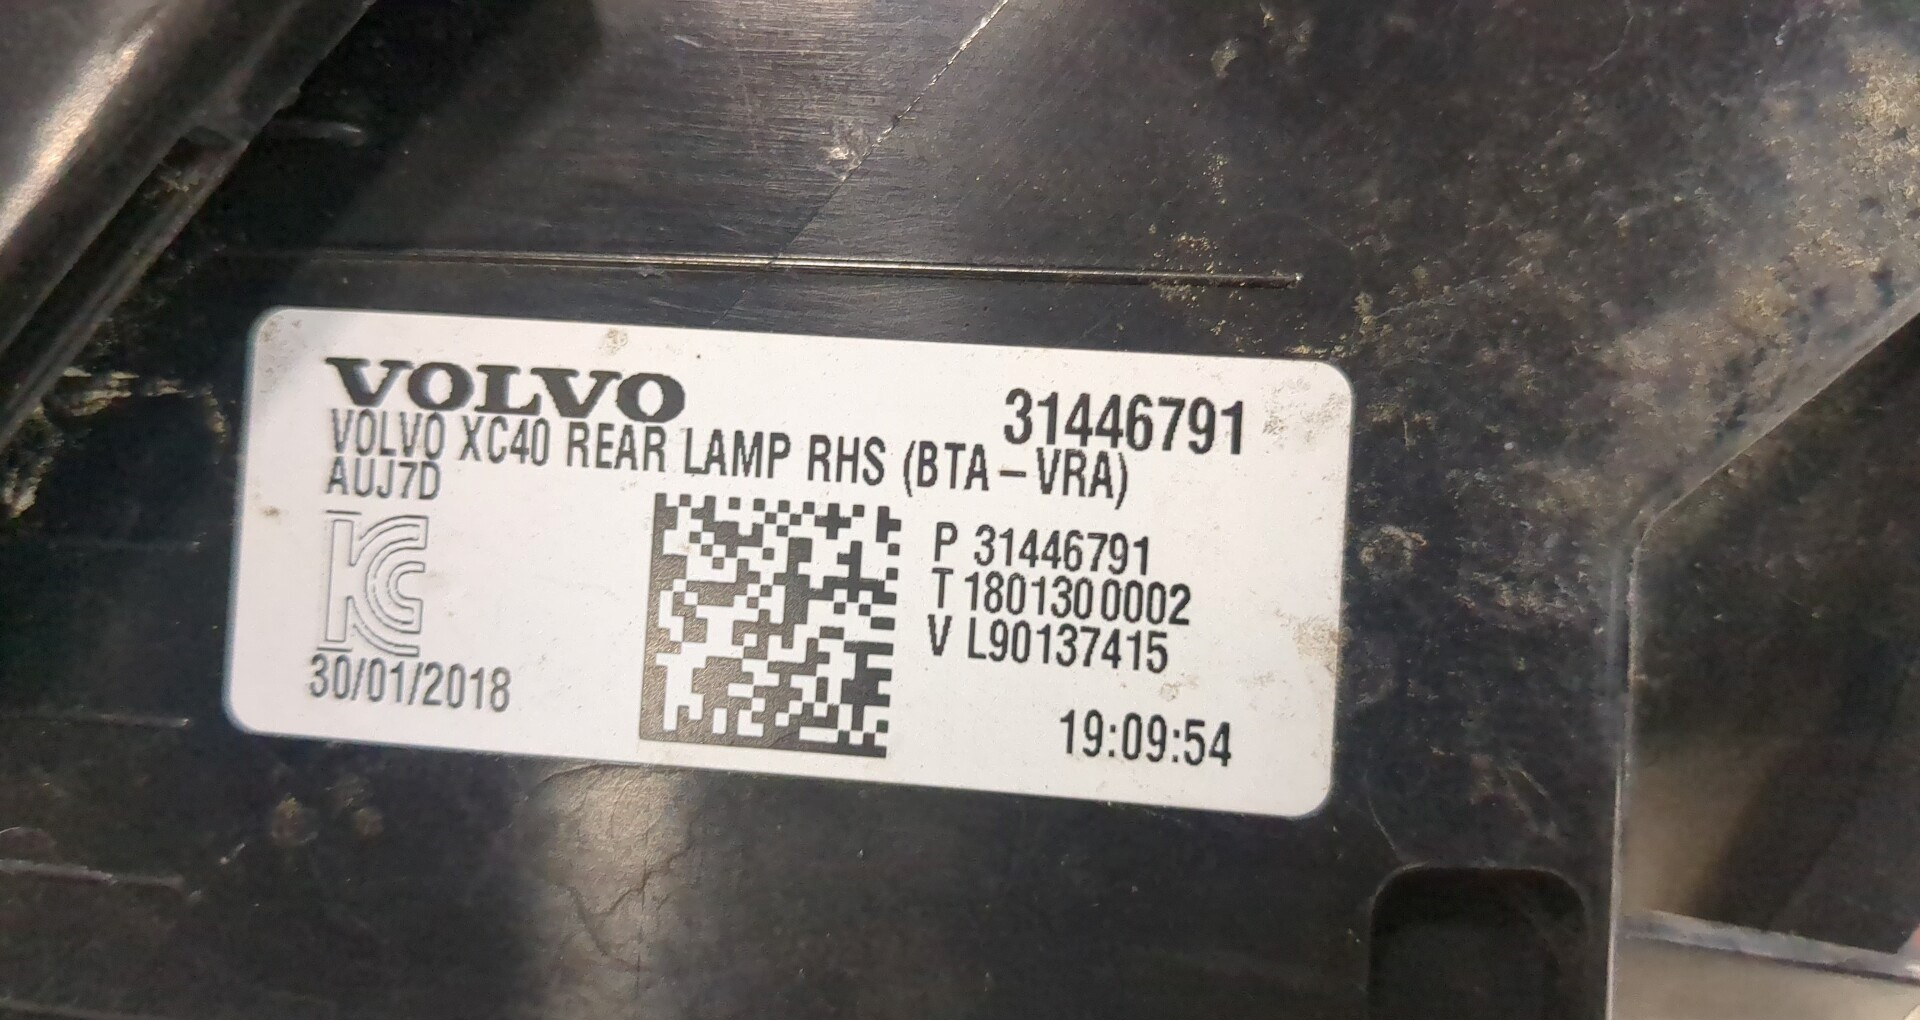 VOLVO
31446791
VOLVO XC40 REAR LAMP RHS (BTA – VRA)
AUJ7D
KC
P 31446791
T 1801300002
V L90137415
30/01/2018
19:09:54